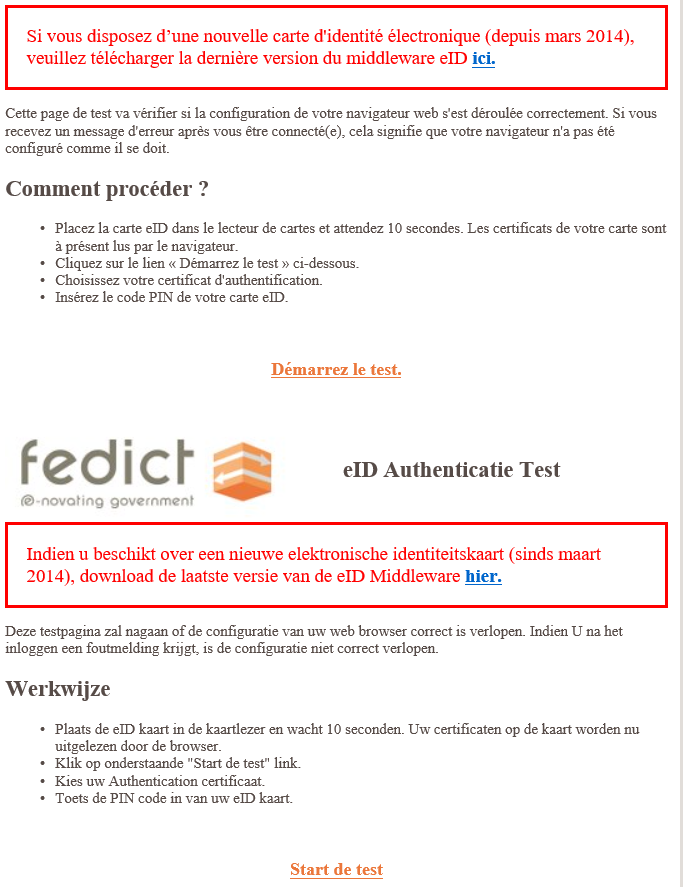 Si vous disposez d’une nouvelle carte d'identité électronique (depuis mars 2014),
veuillez télécharger la dernière version du middleware eID ici.
Cette page de test va vérifier si la configuration de votre navigateur web s'est déroulée correctement. Si vous
recevez un message d'erreur après vous être connecté(e), cela signifie que votre navigateur n'a pas été
configuré comme il se doit.
Comment procéder ?
• Placez la carte eID dans le lecteur de cartes et attendez 10 secondes. Les certificats de votre carte sont
à présent lus par le navigateur.
• Cliquez sur le lien « Démarrez le test » ci-dessous.
• Choisissez votre certificat d'authentification.
• Insérez le code PIN de votre carte eID.
Démarrez le test.
fedict
e-novating government
eID Authenticatie Test
Indien u beschikt over een nieuwe elektronische identiteitskaart (sinds maart
2014), download de laatste versie van de eID Middleware hier.
Deze testpagina zal nagaan of de configuratie van uw web browser correct is verlopen. Indien U na het
inloggen een foutmelding krijgt, is de configuratie niet correct verlopen.
Werkwijze
• Plaats de eID kaart in de kaartlezer en wacht 10 seconden. Uw certificaten op de kaart worden nu
uitgelezen door de browser.
• Klik op onderstaande "Start de test" link.
• Kies uw Authentication certificaat.
• Toets de PIN code in van uw eID kaart.
Start de test